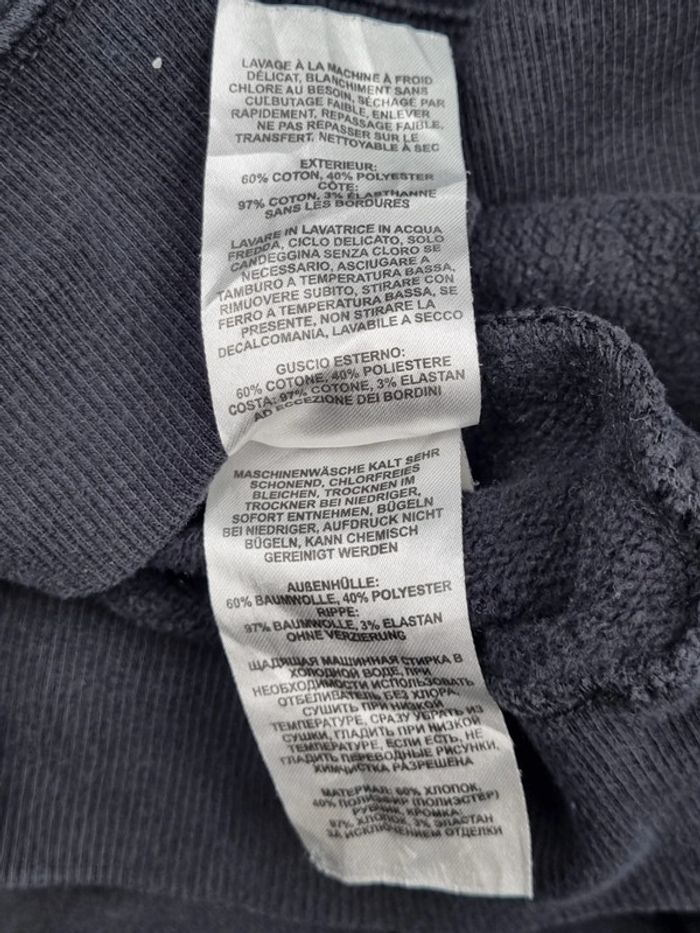 LAVAGE À LA MACHINE À FROID
DÉLICAT, BLANCHIMENT SANS
CHLORE AU BESOIN, SÉCHAGE PAR
CULBUTAGE FAIBLE, ENLEVER
RAPIDEMENT, REPASSAGE FAIBLE,
NE PAS REPASSER SUR LE
TRANSFERT, NETTOYABLE À SEC
EXTERIEUR:
60% COTON, 40% POLYESTER
CÔTE:
97% COTON, 3% ÉLASTHANNE
SANS LES BORDURES
LAVARE IN LAVATRICE IN ACQUA
FREDDA, CICLO DELICATO, SOLO
CANDEGGINA SENZA CLORO SE
NECESSARIO, ASCIUGARE A
TAMBURO A TEMPERATURA BASSA,
RIMUOVERE SUBITO, STIRARE CON
FERRO A TEMPERATURA BASSA, SE
PRESENTE, NON STIRARE LA
DECALCOMANIA, LAVABILE A SECCO
GUSCIO ESTERNO:
60% COTONE, 40% POLIESTERE
COSTA: 97% COTONE, 3% ELASTAN
AD ECCEZIONE DEI BORDINI
MASCHINENWÄSCHE KALT SEHR
SCHONEND, CHLORFREIES
BLEICHEN, TROCKNEN IM
TROCKNER BEI NIEDRIGER,
SOFORT ENTNEHMEN, BÜGELN
BEI NIEDRIGER, AUFDRUCK NICHT
BÜGELN, KANN CHEMISCH
GEREINIGT WERDEN
AUßENHÜLLE:
60% BAUMWOLLE, 40% POLYESTER
RIPPE:
97% BAUMWOLLE, 3% ELASTAN
OHNE VERZIERUNG
ЩАДЯЩАЯ МАШИННАЯ СТИРКА В
ХОЛОДНОЙ ВОДЕ, ПРИ
НЕОБХОДИМОСТИ ИСПОЛЬЗОВАТЬ
ОТБЕЛИВАТЕЛЬ БЕЗ ХЛОРА,
СУШИТЬ ПРИ НИЗКОЙ
ТЕМПЕРАТУРЕ, СРАЗУ УБРАТЬ ИЗ
СУШКИ, ГЛАДИТЬ ПРИ НИЗКОЙ
ТЕМПЕРАТУРЕ, ЕСЛИ ЕСТЬ, НЕ
ГЛАДИТЬ ПЕРЕВОДНЫЕ РИСУНКИ,
ХИМЧИСТКА РАЗРЕШЕНА
МАТЕРИАЛ: 60% ХЛОПОК,
40% ПОЛИЭФИР (ПОЛИЭСТЕР)
РУБЧИК, КРОМКА:
97% ХЛОПОК, 3% ЭЛАСТАН
ЗА ИСКЛЮЧЕНИЕМ ОТДЕЛКИ